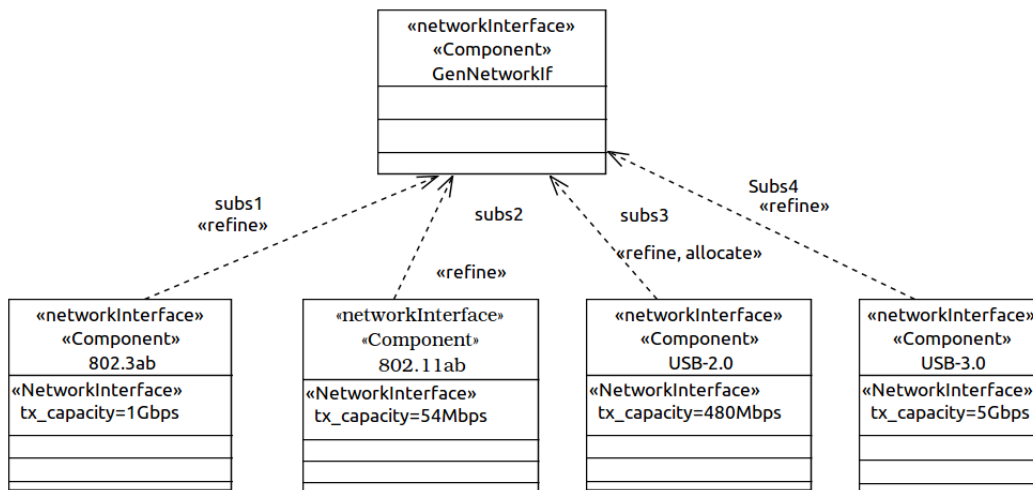 «networkInterface»
«Component»
GenNetworkIf
subs1
«refine»
subs2
«refine»
subs3
«refine, allocate»
Subs4
«refine»
«networkInterface»
«Component»
802.3ab
«NetworkInterface»
tx_capacity=1Gbps
«networkInterface»
«Component»
802.11ab
«NetworkInterface»
tx_capacity=54Mbps
«networkInterface»
«Component»
USB-2.0
«NetworkInterface»
tx_capacity=480Mbps
«networkInterface»
«Component»
USB-3.0
«NetworkInterface»
tx_capacity=5Gbps